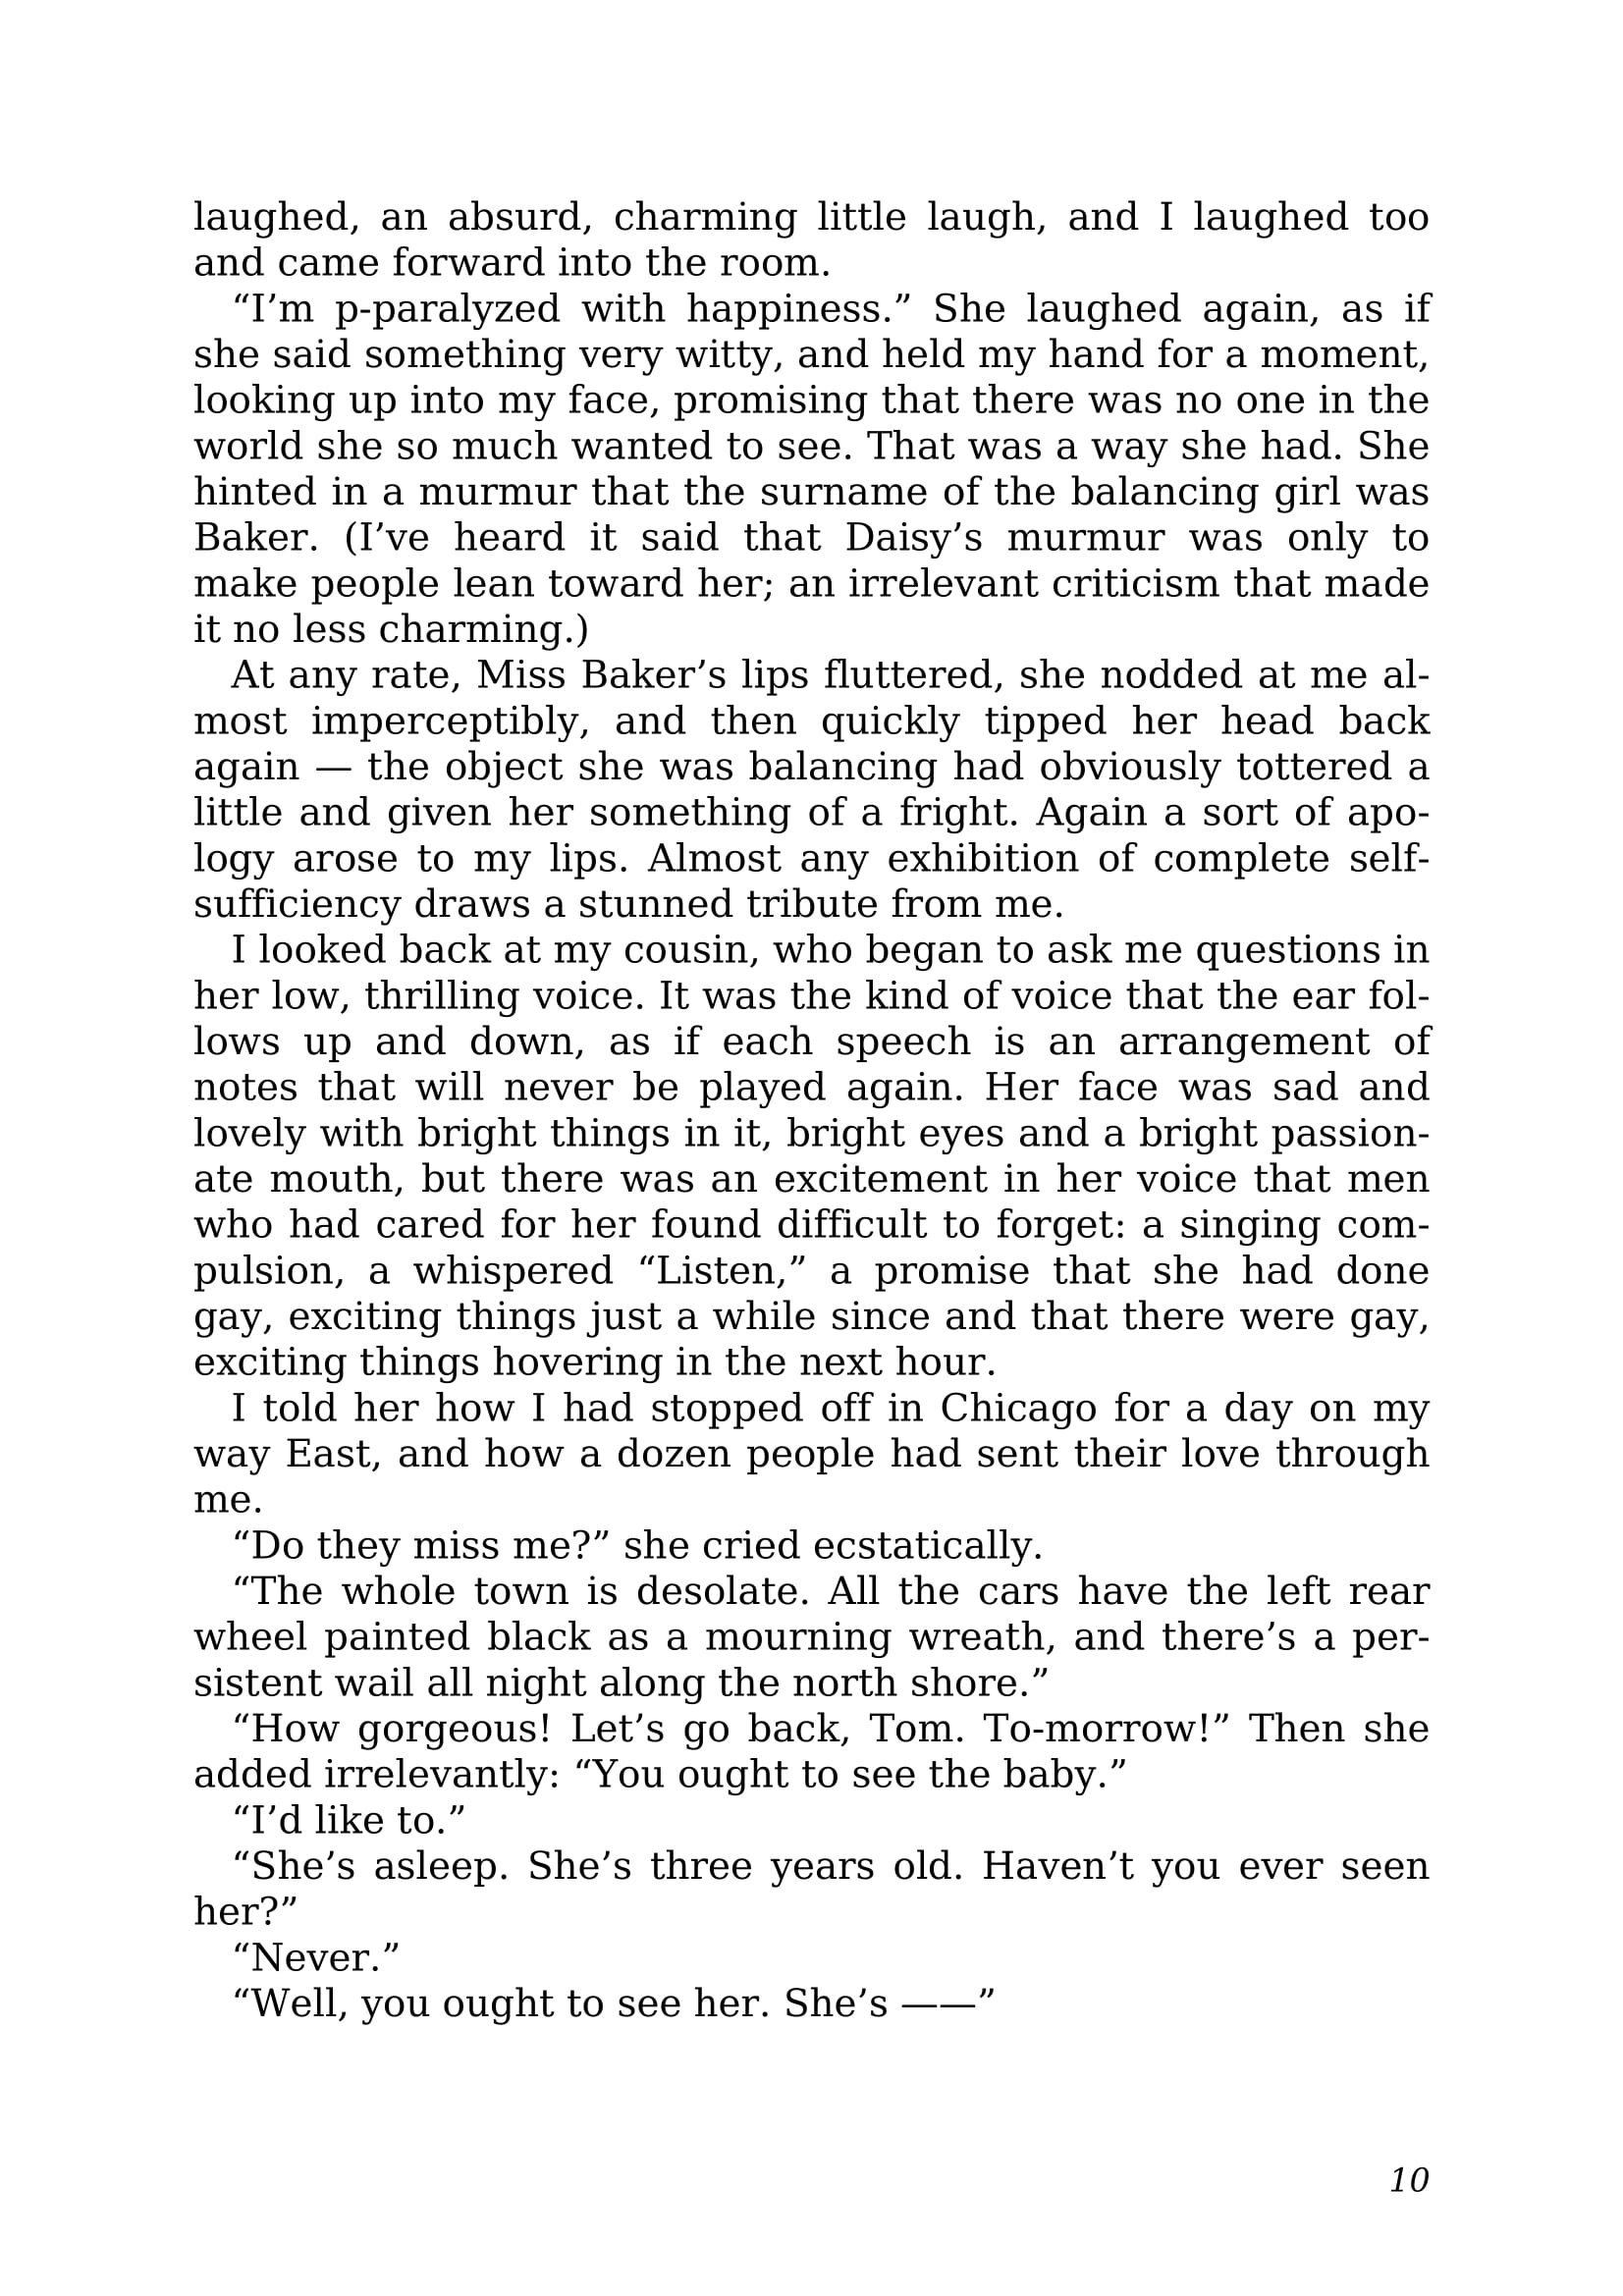 laughed, an absurd, charming little laugh, and I laughed too
and came forward into the room.
“I’m p-paralyzed with happiness.” She laughed again, as if
she said something very witty, and held my hand for a moment,
looking up into my face, promising that there was no one in the
world she so much wanted to see. That was a way she had. She
hinted in a murmur that the surname of the balancing girl was
Baker. (I’ve heard it said that Daisy’s murmur was only to
make people lean toward her; an irrelevant criticism that made
it no less charming.)
At any rate, Miss Baker’s lips fluttered, she nodded at me al-
most imperceptibly, and then quickly tipped her head back
again — the object she was balancing had obviously tottered a
little and given her something of a fright. Again a sort of apo-
logy arose to my lips. Almost any exhibition of complete self-
sufficiency draws a stunned tribute from me.
I looked back at my cousin, who began to ask me questions in
her low, thrilling voice. It was the kind of voice that the ear fol-
lows up and down, as if each speech is an arrangement of
notes that will never be played again. Her face was sad and
lovely with bright things in it, bright eyes and a bright passion-
ate mouth, but there was an excitement in her voice that men
who had cared for her found difficult to forget: a singing com-
pulsion, a whispered “Listen,” a promise that she had done
gay, exciting things just a while since and that there were gay,
exciting things hovering in the next hour.
I told her how I had stopped off in Chicago for a day on my
way East, and how a dozen people had sent their love through
me.
“Do they miss me?” she cried ecstatically.
“The whole town is desolate. All the cars have the left rear
wheel painted black as a mourning wreath, and there’s a per-
sistent wail all night along the north shore.”
“How gorgeous! Let’s go back, Tom. To-morrow!” Then she
added irrelevantly: “You ought to see the baby.”
“I’d like to.”
“She’s asleep. She’s three years old. Haven’t you ever seen
her?”
“Never.”
“Well, you ought to see her. She’s ——”
10